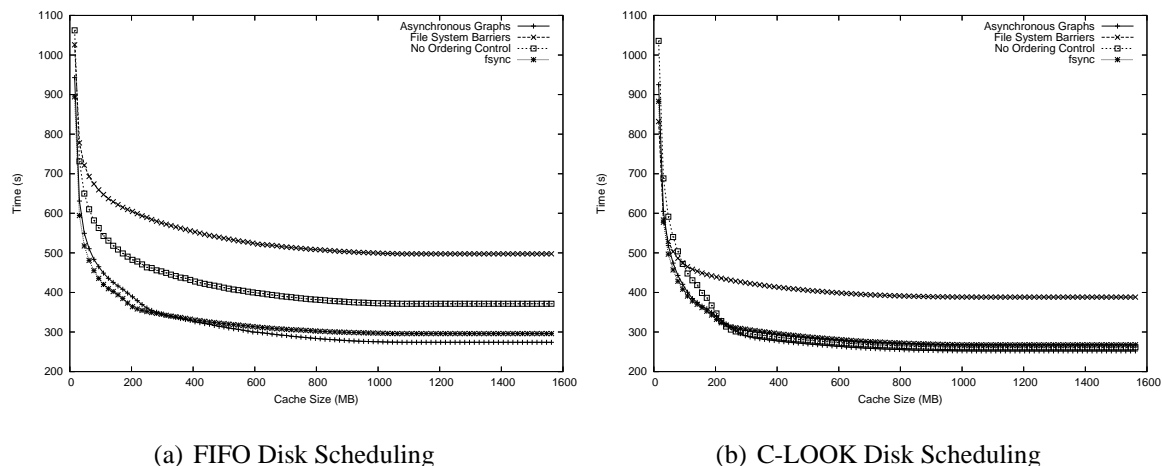 1100
1000
900
800
700
600
500
400
300
200
Time (s)
0 200 400 600 800 1000 1200 1400 1600
Cache Size (MB)
Asynchronous Graphs
File System Barriers
No Ordering Control
fsync
(a) FIFO Disk Scheduling
1100
1000
900
800
700
600
500
400
300
200
Time (s)
0 200 400 600 800 1000 1200 1400 1600
Cache Size (MB)
Asynchronous Graphs
File System Barriers
No Ordering Control
fsync
(b) C-LOOK Disk Scheduling